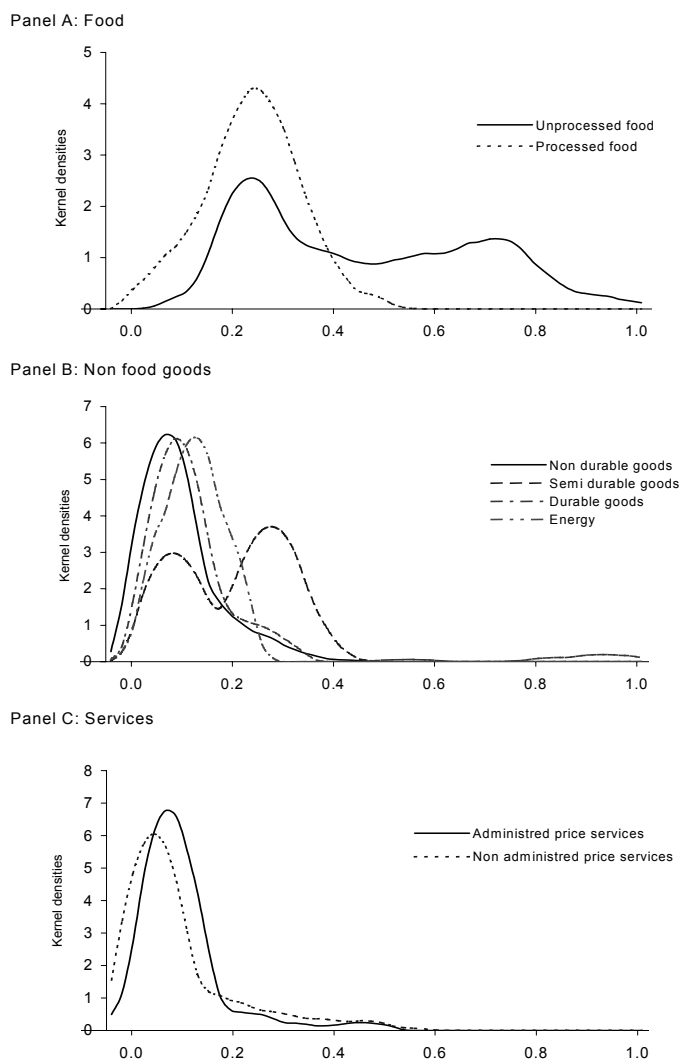 Panel A: Food
5
4
3
2
1
0
Kernel densities
Unprocessed food
Processed food
0.0 0.2 0.4 0.6 0.8 1.0
Panel B: Non food goods
7
6
5
4
3
2
1
0
Kernel densities
Non durable goods
Semi durable goods
Durable goods
Energy
0.0 0.2 0.4 0.6 0.8 1.0
Panel C: Services
8
7
6
5
4
3
2
1
0
Kernel densities
Administred price services
Non administred price services
0.0 0.2 0.4 0.6 0.8 1.0